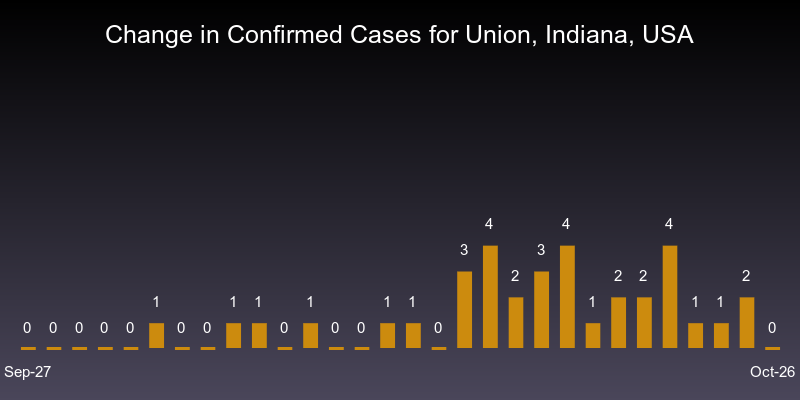 Change in Confirmed Cases for Union, Indiana, USA
0 0 0 0 0 1 0 0 1 1 0 1 0 0 1 1 0 3 4 2 3 4 1 2 2 4 1 1 2 0
Sep-27 Oct-26